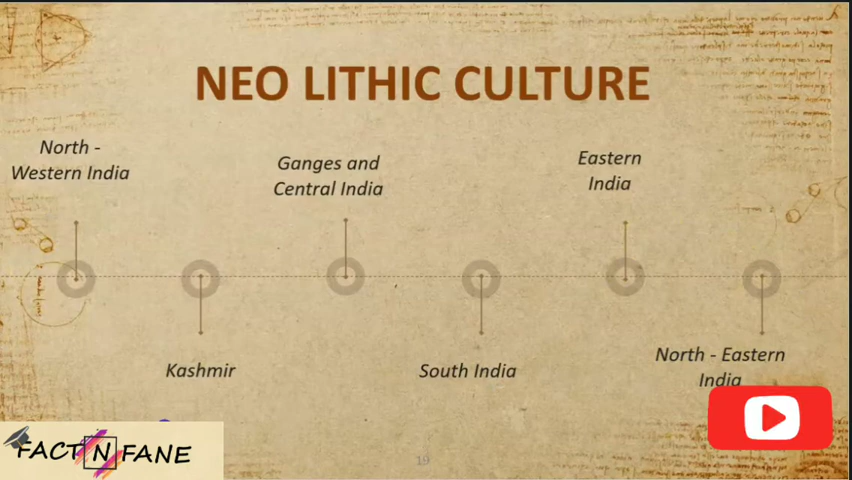 NEO LITHIC CULTURE
North -
Western India
Ganges and
Central India
Eastern
India
Kashmir
South India
North - Eastern
India
FACT N FANE
19